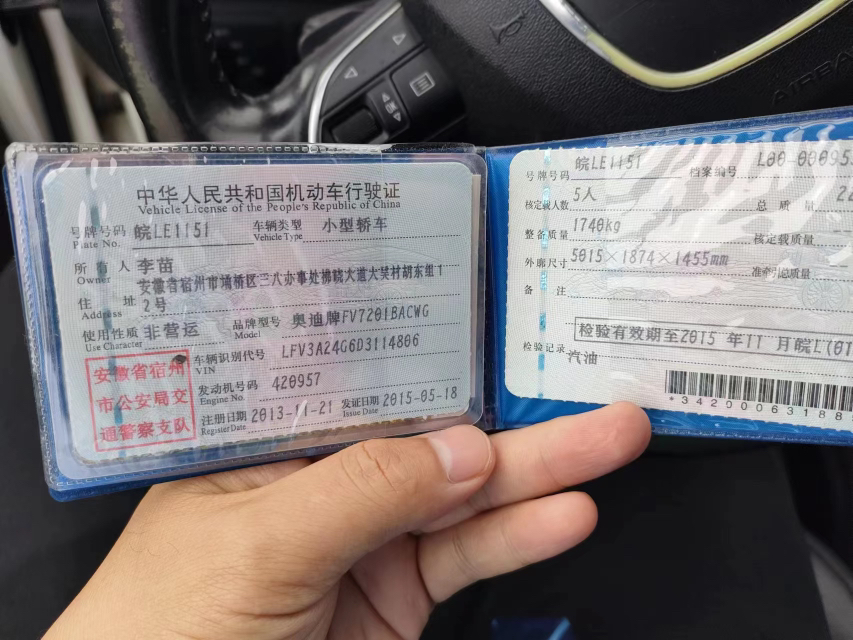 中华人民共和国机动车行驶证
Vehicle License of the People's Republic of China
号牌号码 皖LE1151 车辆类型 小型轿车
Plate No. Vehicle Type
所有人 李苗
Owner
安徽省宿州市埇桥区三八办事处拂晓大道大吴村胡东组1
住址 2号
Address
使用性质 非营运 品牌型号 奥迪牌FV7201BACWG
Use Character Model
车辆识别代号 LFV3A24G6D3114806
VIN
发动机号码 420957
Engine No.
注册日期 2013-11-21 发证日期 2015-05-18
Register Date Issue Date
安徽省宿州
市公安局交
通警察支队
号牌号码 皖LE1151 档案编号 L00-00095
核定载人数 5人 总质量 22
整备质量 1740kg 核定载质量
外廓尺寸 5015×1874×1455mm 准牵引总质量
备注
检验有效期至2015 年11 月皖L(01
检验记录
汽油
*34200063188
AIRBA